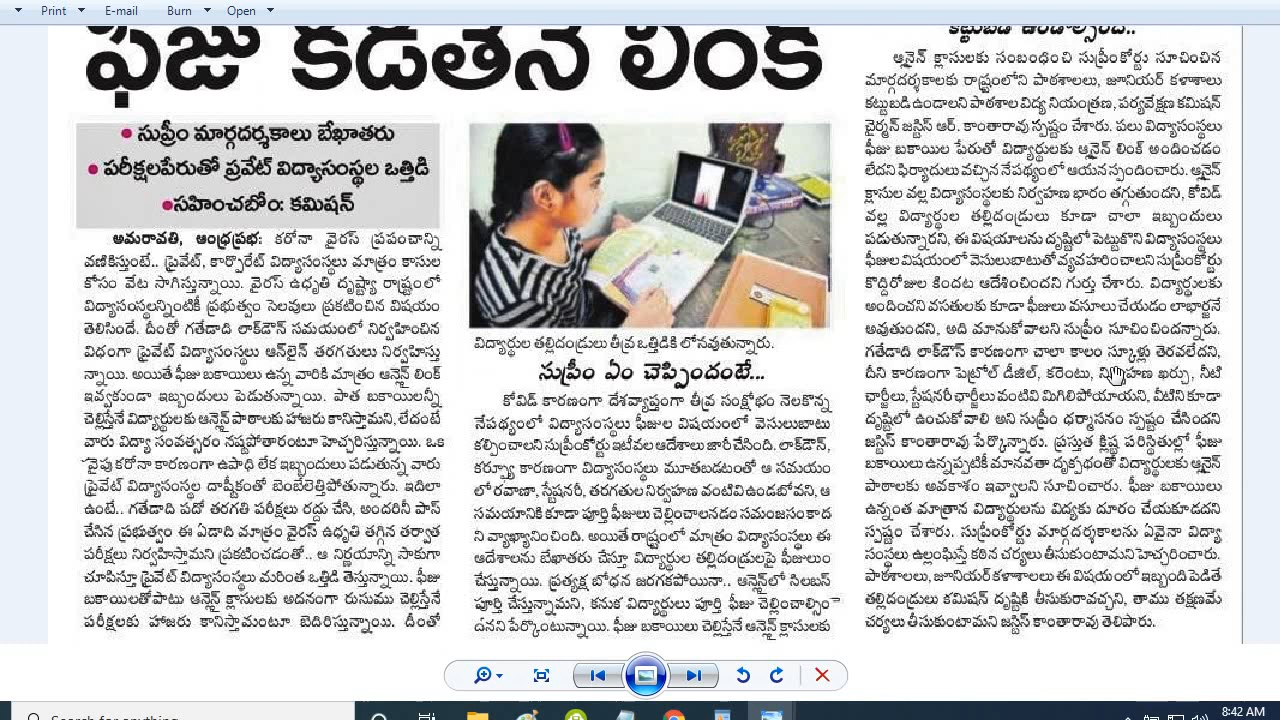 Print
E-mail
Burn
Open
ఫీజు కడితేనే లింక్
• సుప్రీం మార్గదర్శకాలు బేఖాతరు
• పరీక్షలపేరుతో ప్రైవేట్ విద్యాసంస్థల ఒత్తిడి
•సహించబోం: కమిషన్
అమరావతి, ఆంధ్రప్రభ: కరోనా వైరస్ ప్రపంచాన్ని
వణికిస్తుంటే.. ప్రైవేట్, కార్పొరేట్ విద్యాసంస్థలు మాత్రం కాసుల
కోసం వేట సాగిస్తున్నాయి. వైరస్ ఉధృతి దృష్ట్యా రాష్ట్రంలో
విద్యాసంస్థలన్నింటికీ ప్రభుత్వం సెలవులు ప్రకటించిన విషయం
తెలిసిందే. దీంతో గతేడాది లాక్‌డౌన్ సమయంలో నిర్వహించిన
విధంగా ప్రైవేట్ విద్యాసంస్థలు ఆన్‌లైన్ తరగతులు నిర్వహిస్తు
న్నాయి. అయితే ఫీజు బకాయిలు ఉన్న వారికి మాత్రం ఆన్లైన్ లింక్
ఇవ్వకుండా ఇబ్బందులు పెడుతున్నాయి. పాత బకాయిలన్నీ
చెల్లిస్తేనే విద్యార్థులకు ఆన్లైన్ పాఠాలకు హాజరు కానిస్తామని, లేదంటే
వారు విద్యా సంవత్సరం నష్టపోతారంటూ హెచ్చరిస్తున్నాయి. ఒక
వైపు కరోనా కారణంగా ఉపాధి లేక ఇబ్బందులు పడుతున్న వారు
ప్రైవేట్ విద్యాసంస్థల దాష్టీకంతో బెంబేలెత్తిపోతున్నారు. ఇదిలా
ఉంటే.. గతేడాది పదో తరగతి పరీక్షలు రద్దు చేసి, అందరినీ పాస్
చేసిన ప్రభుత్వం ఈ ఏడాది మాత్రం వైరస్ ఉధృతి తగ్గిన తర్వాత
పరీక్షలు నిర్వహిస్తామని ప్రకటించడంతో.. ఆ నిర్ణయాన్ని సాకుగా
చూపిస్తూ ప్రైవేట్ విద్యాసంస్థలు మరింత ఒత్తిడి తెస్తున్నాయి. ఫీజు
బకాయిలతోపాటు ఆన్లైన్ క్లాసులకు అదనంగా రుసుము చెల్లిస్తేనే
పరీక్షలకు హాజరు కానిస్తామంటూ బెదిరిస్తున్నాయి. దీంతో
విద్యార్థుల తల్లిదండ్రులు తీవ్ర ఒత్తిడికి లోనవుతున్నారు.
సుప్రీం ఏం చెప్పిందంటే...
కోవిడ్ కారణంగా దేశవ్యాప్తంగా తీవ్ర సంక్షోభం నెలకొన్న
నేపథ్యంలో విద్యాసంస్థలు ఫీజుల విషయంలో వెసులుబాటు
కల్పించాలని సుప్రీంకోర్టు ఇటీవల ఆదేశాలు జారీ చేసింది. లాక్‌డౌన్,
కర్ఫ్యూ కారణంగా విద్యాసంస్థలు మూతబడటంతో ఆ సమయం
లో రవాణా, స్టేషనరీ, తరగతుల నిర్వహణ వంటివి ఉండబోవని, ఆ
సమయానికి కూడా పూర్తి ఫీజులు చెల్లించాలనడం సమంజసం కాద
ని వ్యాఖ్యానించింది. అయితే రాష్ట్రంలో మాత్రం విద్యాసంస్థలు ఈ
ఆదేశాలను బేఖాతరు చేస్తూ విద్యార్థుల తల్లిదండ్రులపై ఫీజులుం
చేస్తున్నాయి. ప్రత్యక్ష బోధన జరగకపోయినా.. ఆన్లైన్‌లో సిలబస్
పూర్తి చేస్తున్నామని, కనుక విద్యార్థులు పూర్తి ఫీజు చెల్లించాల్సిం
దేనని పేర్కొంటున్నాయి. ఫీజు బకాయిలు చెల్లిస్తేనే ఆన్లైన్ క్లాసులకు
కట్టుబడి ఉండాల్సిందే..
ఆన్లైన్ క్లాసులకు సంబంధించి సుప్రీంకోర్టు సూచించిన
మార్గదర్శకాలకు రాష్ట్రంలోని పాఠశాలలు, జూనియర్ కళాశాలు
కట్టుబడి ఉండాలని పాఠశాల విద్య నియంత్రణ, పర్యవేక్షణ కమిషన్
చైర్మన్ జస్టిస్ ఆర్. కాంతారావు స్పష్టం చేశారు. పలు విద్యాసంస్థలు
ఫీజు బకాయిల పేరుతో విద్యార్థులకు ఆన్లైన్ లింక్ అందించడం
లేదని ఫిర్యాదులు వచ్చిన నేపథ్యంలో ఆయన స్పందించారు. ఆన్లైన్
క్లాసుల వల్ల విద్యాసంస్థలకు నిర్వహణ భారం తగ్గుతుందని, కోవిడ్
వల్ల విద్యార్థుల తల్లిదండ్రులు కూడా చాలా ఇబ్బందులు
పడుతున్నారని, ఈ విషయాలను దృష్టిలో పెట్టుకొని విద్యాసంస్థలు
ఫీజుల విషయంలో వెసులుబాటుతో వ్యవహరించాలని సుప్రీంకోర్టు
కొద్దిరోజుల కిందట ఆదేశించిందని గుర్తు చేశారు. విద్యార్థులకు
అందించని వసతులకు కూడా ఫీజులు వసూలు చేయడం లాభార్జనే
అవుతుందని, అది మానుకోవాలని సుప్రీం సూచించిందన్నారు.
గతేడాది లాక్‌డౌన్ కారణంగా చాలా కాలం స్కూళ్లు తెరవలేదని,
దీని కారణంగా పెట్రోల్ డీజిల్, కరెంటు, నిర్వహణ ఖర్చు, నీటి
ఛార్జీలు, స్టేషనరీ ఛార్జీలు వంటివి మిగిలిపోయాయని, వీటిని కూడా
దృష్టిలో ఉంచుకోవాలి అని సుప్రీం ధర్మాసనం స్పష్టం చేసిందని
జస్టిస్ కాంతారావు పేర్కొన్నారు. ప్రస్తుత క్లిష్ట పరిస్థితుల్లో ఫీజు
బకాయిలు ఉన్నప్పటికీ మానవతా దృక్పథంతో విద్యార్థులకు ఆన్లైన్
పాఠాలకు అవకాశం ఇవ్వాలని సూచించారు. ఫీజు బకాయిలు
ఉన్నంత మాత్రాన విద్యార్థులను విద్యకు దూరం చేయకూడదని
స్పష్టం చేశారు. సుప్రీంకోర్టు మార్గదర్శకాలను ఏవైనా విద్యా
సంస్థలు ఉల్లంఘిస్తే కఠిన చర్యలు తీసుకుంటామని హెచ్చరించారు.
పాఠశాలలు, జూనియర్ కళాశాలలు ఈ విషయంలో ఇబ్బంది పెడితే
తల్లిదండ్రులు కమిషన్ దృష్టికి తీసుకురావచ్చని, తాము తక్షణమే
చర్యలు తీసుకుంటామని జస్టిస్ కాంతారావు తెలిపారు.
8:42 AM